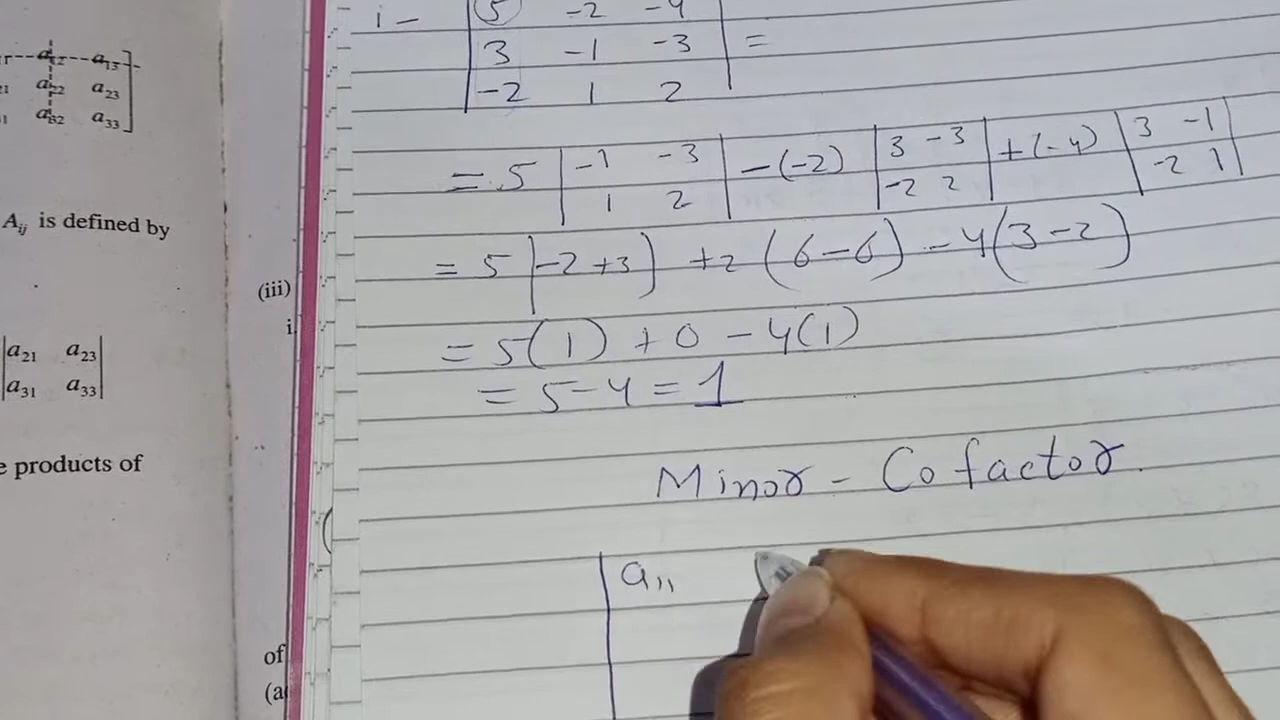 a12 a13
a22 a23
a32 a33
Aij is defined by
a21 a23
a31 a33
e products of
(iii)
i.
of
i - | 5 -2 -4 |
| 3 -1 -3 | =
| -2 1 2 |
= 5 | -1 -3 | -(-2) | 3 -3 | +(-4) | 3 -1 |
| 1 2 | | -2 2 | | -2 1 |
= 5(-2+3) +2(6-6) -4(3-2)
= 5(1) + 0 - 4(1)
= 5-4 = 1
Minor - Cofactor.
a11